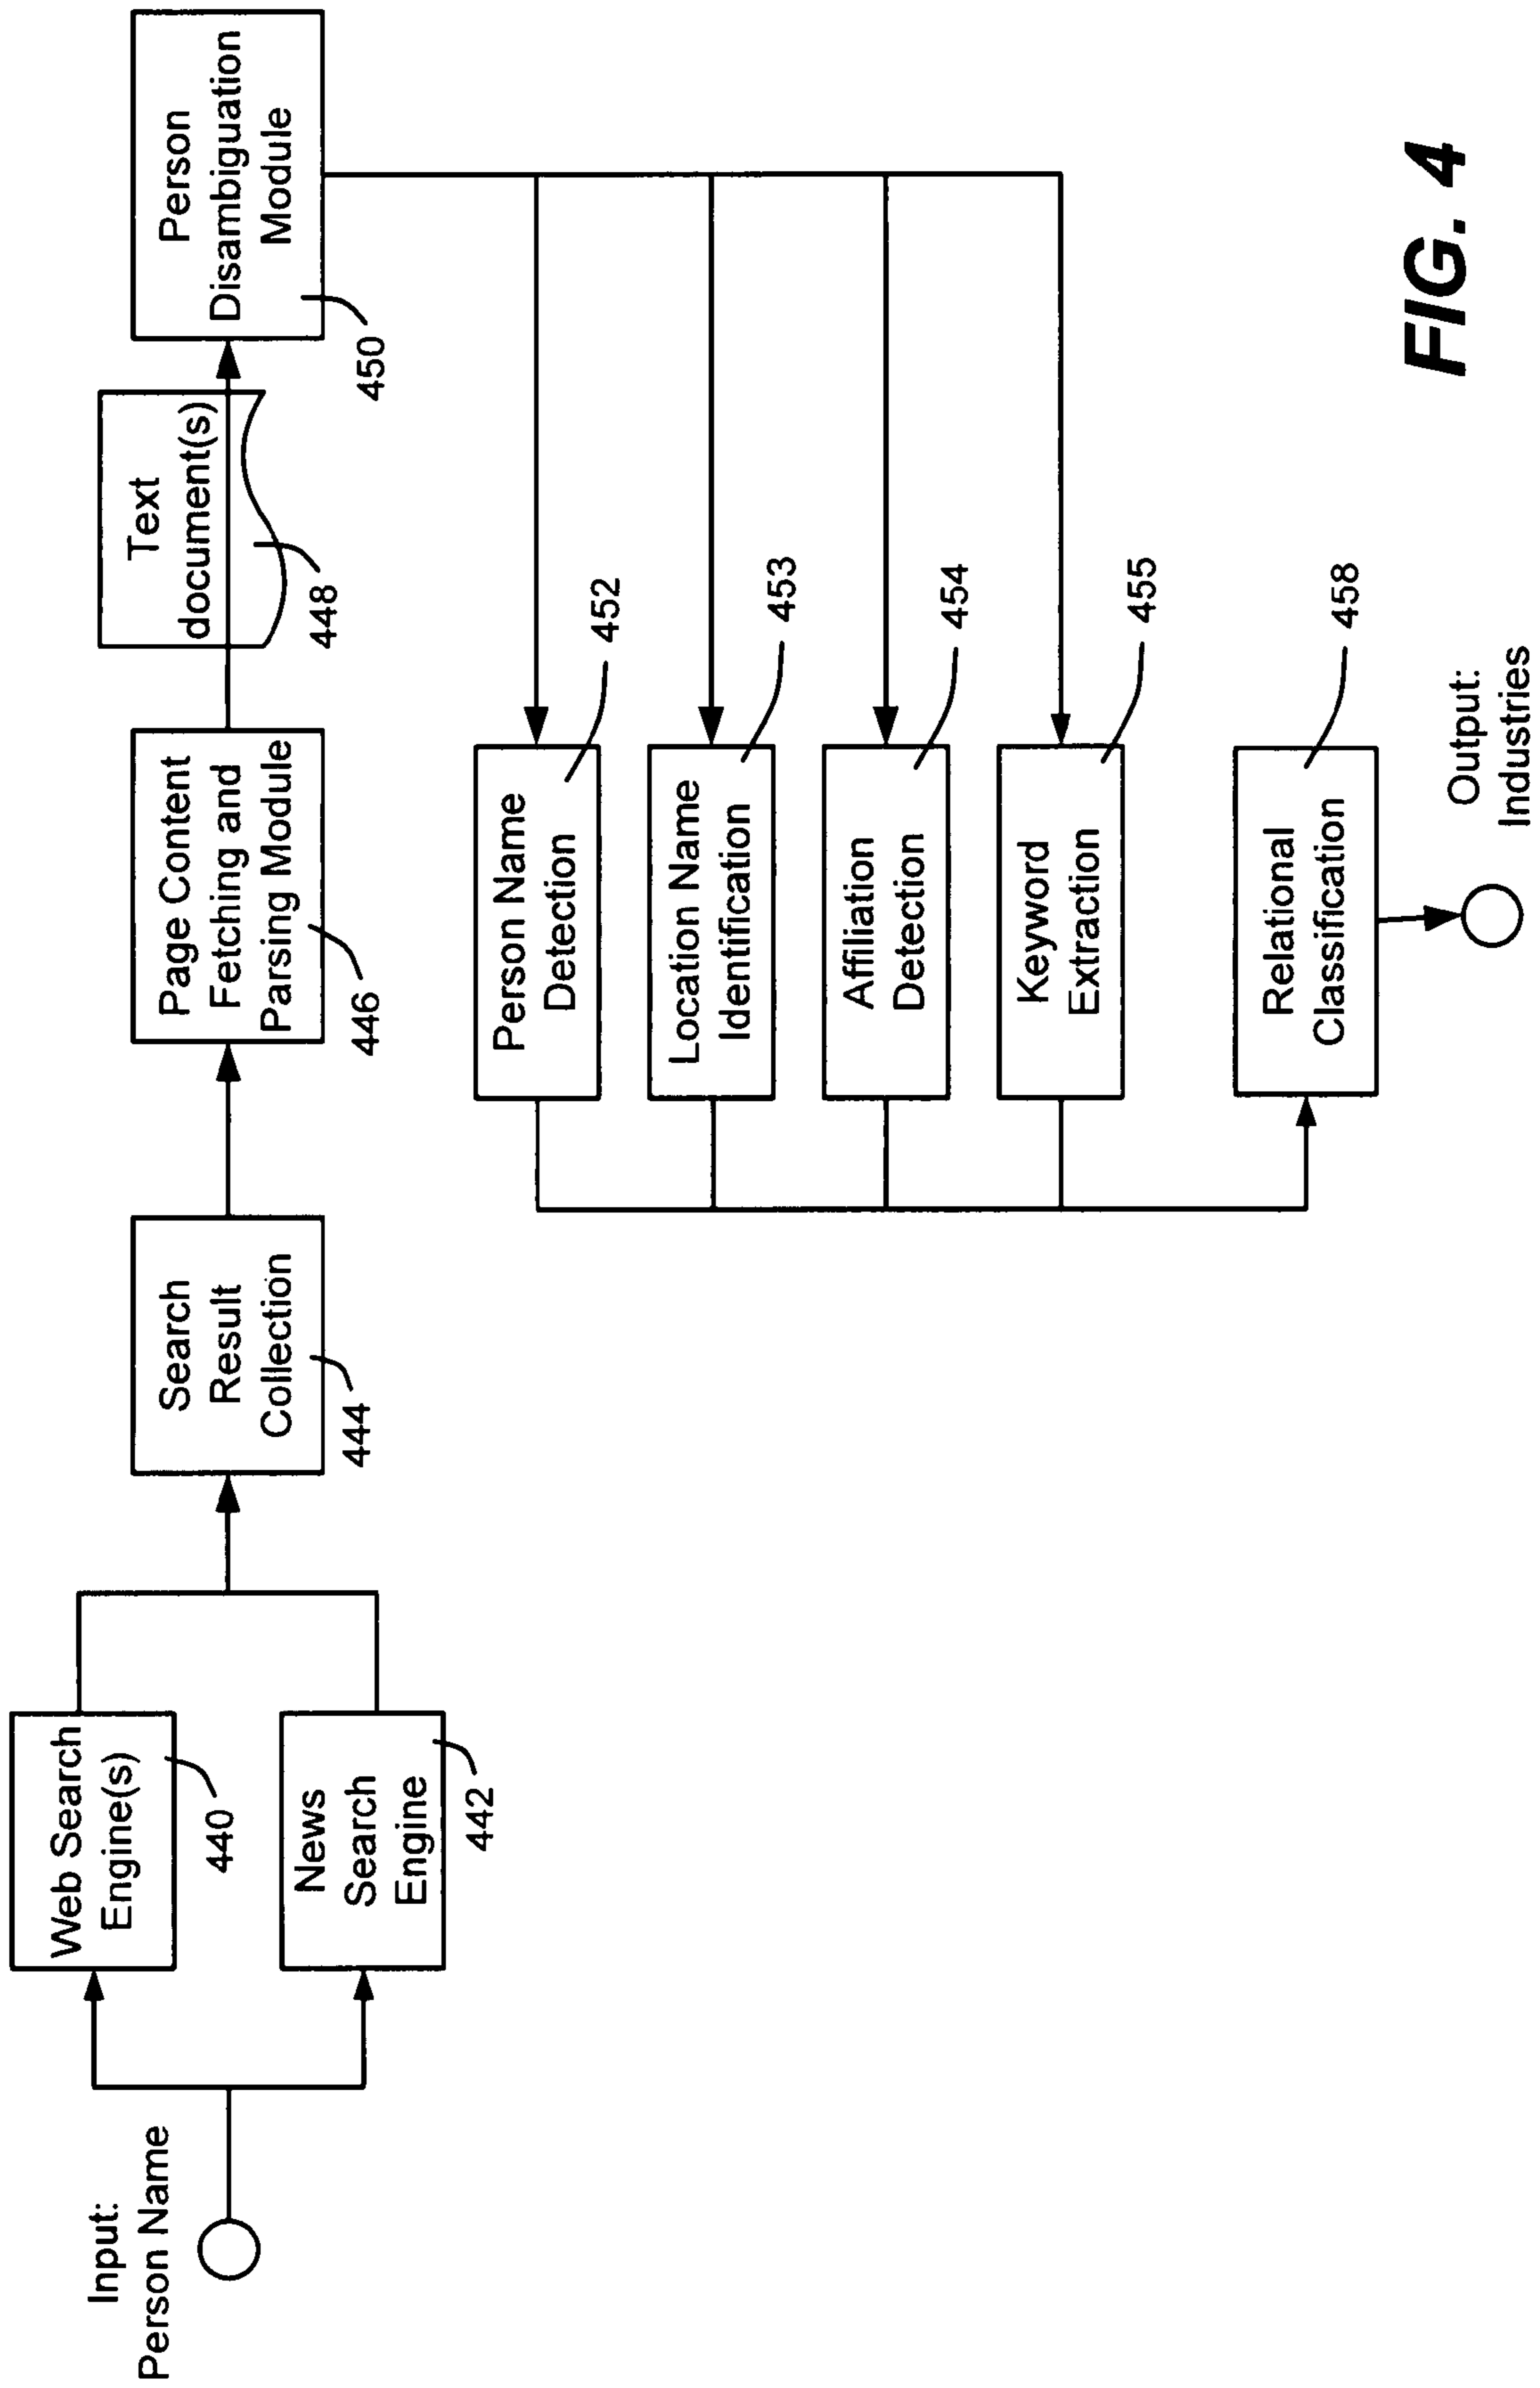 Input:
Person Name
Web Search
Engine(s)
440
News
Search
Engine
442
Search
Result
Collection
444
Page Content
Fetching and
Parsing Module
446
Text
document(s)
448
Person
Disambiguation
Module
450
Person Name
Detection
452
Location Name
Identification
453
Affiliation
Detection
454
Keyword
Extraction
455
Relational
Classification
458
Output:
Industries
FIG. 4